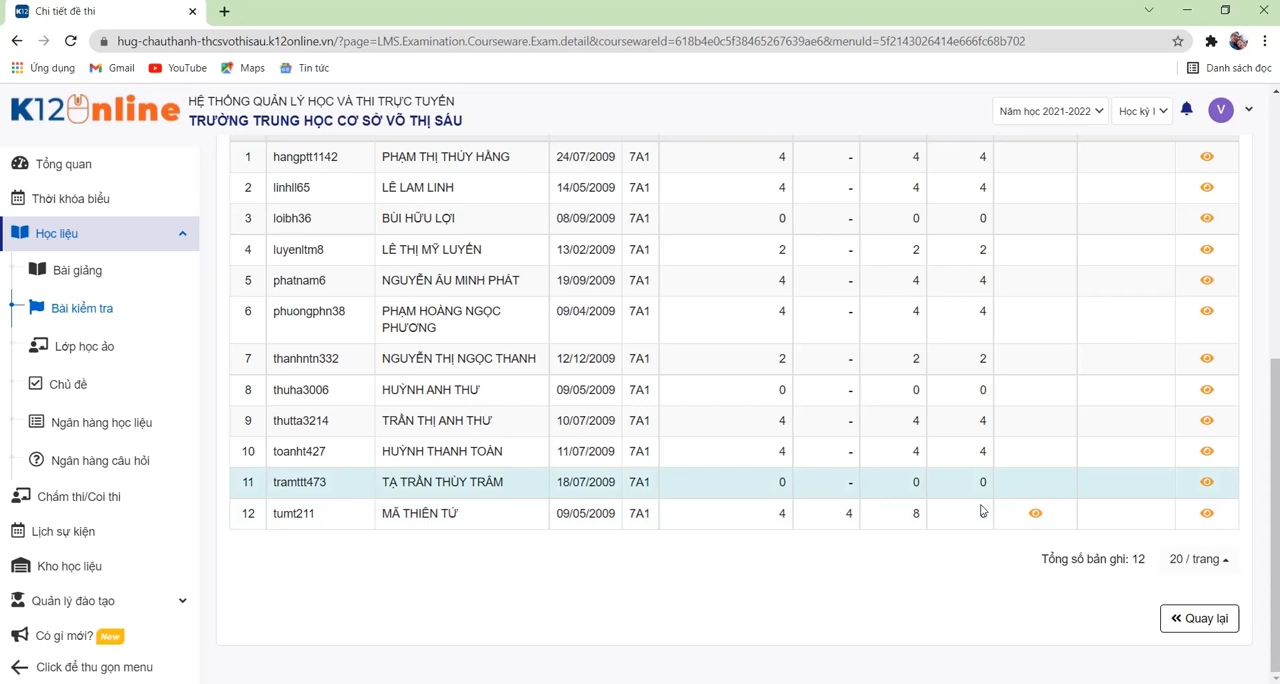 K12 Chi tiết đề thi
hug-chauthanh-thcsvothisau.k12online.vn/?page=LMS.Examination.Courseware.Exam.detail&coursewareId=618b4e0c5f38465267639ae6&menuId=5f2143026414e666fc68b702
Ứng dụng Gmail YouTube Maps Tin tức Danh sách đọc
K12Online HỆ THỐNG QUẢN LÝ HỌC VÀ THI TRỰC TUYẾN
TRƯỜNG TRUNG HỌC CƠ SỞ VÕ THỊ SÁU
Năm học 2021-2022 Học kỳ I V
Tổng quan
Thời khóa biểu
Học liệu
Bài giảng
Bài kiểm tra
Lớp học ảo
Chủ đề
Ngân hàng học liệu
Ngân hàng câu hỏi
Chấm thi/Coi thi
Lịch sự kiện
Kho học liệu
Quản lý đào tạo
Có gì mới? New
Click để thu gọn menu
1 hangptt1142 PHẠM THỊ THÚY HẰNG 24/07/2009 7A1 4 - 4 4
2 linhll65 LÊ LAM LINH 14/05/2009 7A1 4 - 4 4
3 loibh36 BÙI HỮU LỢI 08/09/2009 7A1 0 - 0 0
4 luyenltm8 LÊ THỊ MỸ LUYẾN 13/02/2009 7A1 2 - 2 2
5 phatnam6 NGUYỄN ÂU MINH PHÁT 19/09/2009 7A1 4 - 4 4
6 phuongphn38 PHẠM HOÀNG NGỌC 09/04/2009 7A1 4 - 4 4
PHƯƠNG
7 thanhntn332 NGUYỄN THỊ NGỌC THANH 12/12/2009 7A1 2 - 2 2
8 thuha3006 HUỲNH ANH THƯ 09/05/2009 7A1 0 - 0 0
9 thutta3214 TRẦN THỊ ANH THƯ 10/07/2009 7A1 4 - 4 4
10 toanht427 HUỲNH THANH TOÀN 11/07/2009 7A1 4 - 4 4
11 tramttt473 TẠ TRẦN THÙY TRÂM 18/07/2009 7A1 0 - 0 0
12 tumt211 MÃ THIÊN TỨ 09/05/2009 7A1 4 4 8
Tổng số bản ghi: 12 20 / trang
Quay lại